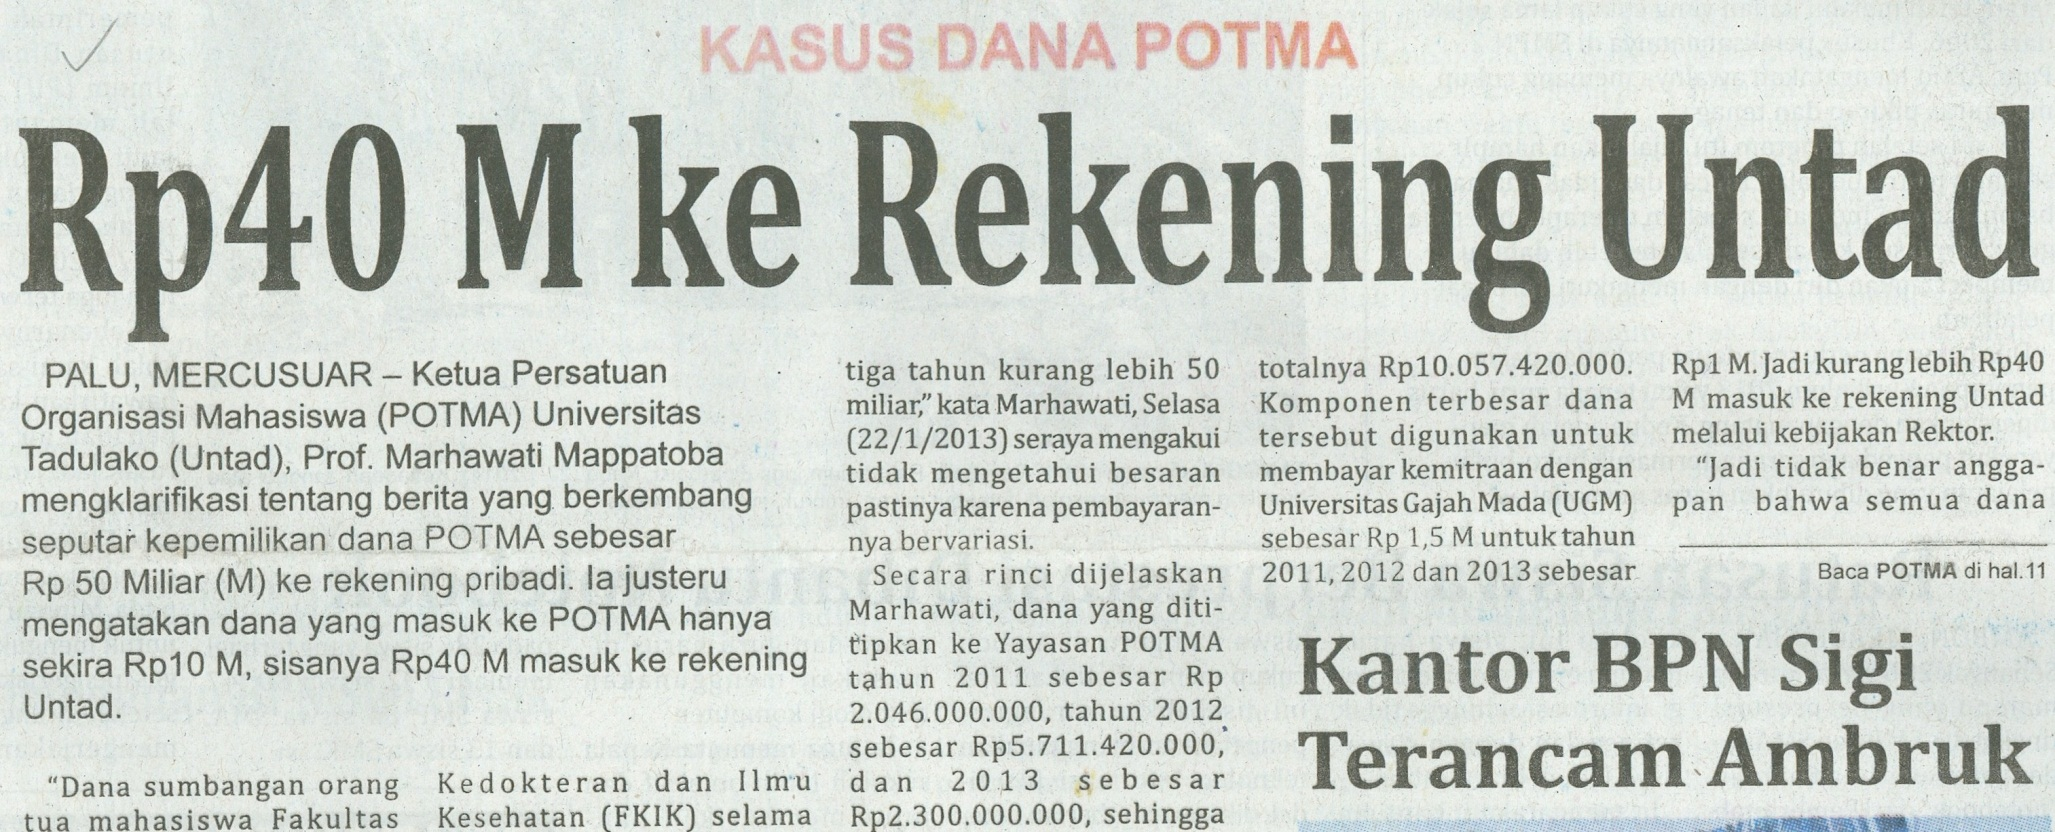 KASUS DANA POTMA
Rp40 M ke Rekening Untad
PALU, MERCUSUAR – Ketua Persatuan
Organisasi Mahasiswa (POTMA) Universitas
Tadulako (Untad), Prof. Marhawati Mappatoba
mengklarifikasi tentang berita yang berkembang
seputar kepemilikan dana POTMA sebesar
Rp 50 Miliar (M) ke rekening pribadi. Ia justeru
mengatakan dana yang masuk ke POTMA hanya
sekira Rp10 M, sisanya Rp40 M masuk ke rekening
Untad.
“Dana sumbangan orang
tua mahasiswa Fakultas
Kedokteran dan Ilmu
Kesehatan (FKIK) selama
tiga tahun kurang lebih 50
miliar,” kata Marhawati, Selasa
(22/1/2013) seraya mengakui
tidak mengetahui besaran
pastinya karena pembayaran-
nya bervariasi.
Secara rinci dijelaskan
Marhawati, dana yang diti-
tipkan ke Yayasan POTMA
tahun 2011 sebesar Rp
2.046.000.000, tahun 2012
sebesar Rp5.711.420.000,
dan 2013 sebesar
Rp2.300.000.000, sehingga
totalnya Rp10.057.420.000.
Komponen terbesar dana
tersebut digunakan untuk
membayar kemitraan dengan
Universitas Gajah Mada (UGM)
sebesar Rp 1,5 M untuk tahun
2011, 2012 dan 2013 sebesar
Rp1 M. Jadi kurang lebih Rp40
M masuk ke rekening Untad
melalui kebijakan Rektor.
“Jadi tidak benar angga-
pan bahwa semua dana
Baca POTMA di hal.11
Kantor BPN Sigi
Terancam Ambruk